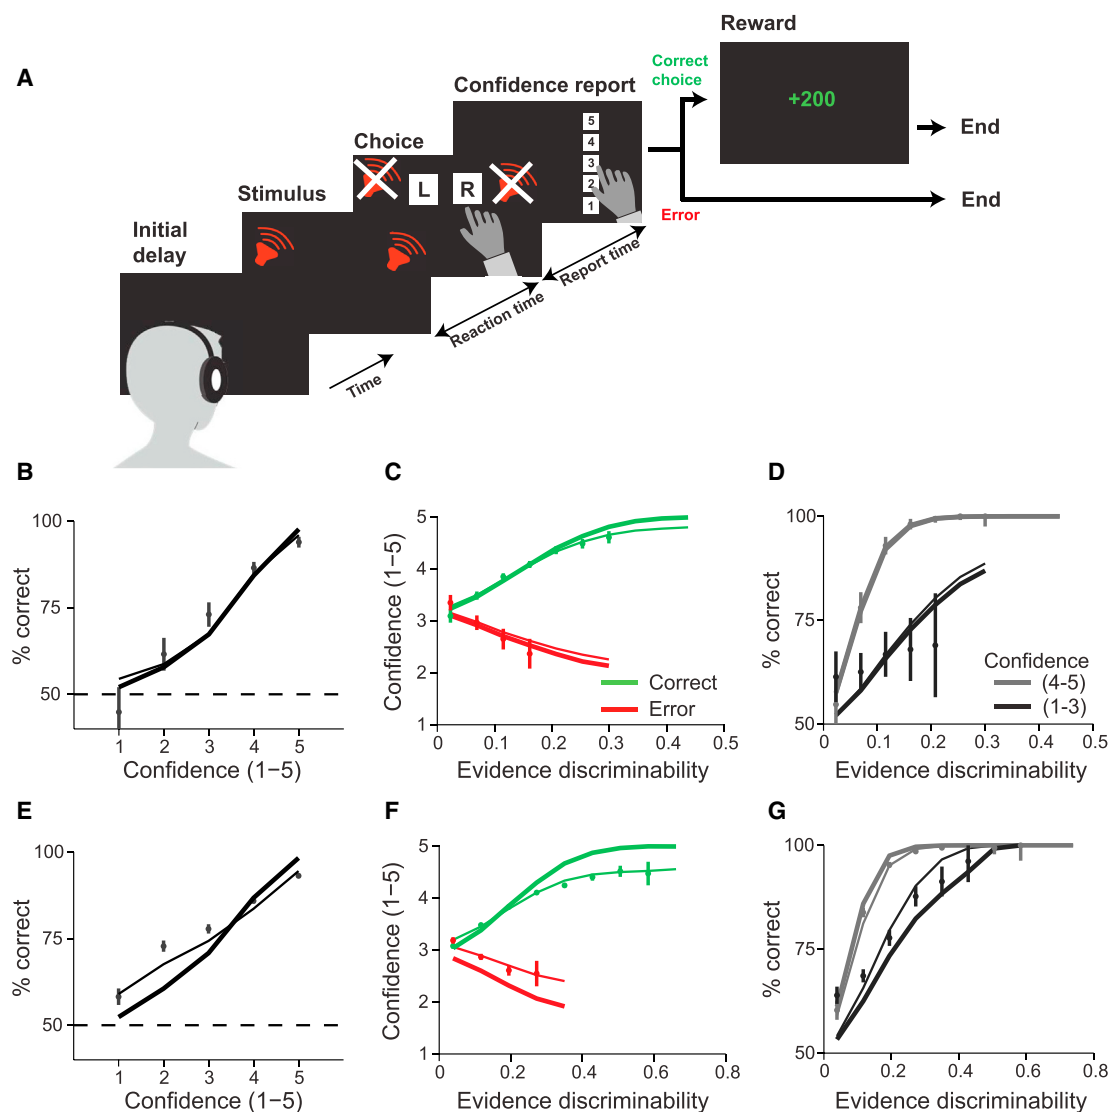 A
Initial
delay
Stimulus
Choice
L
R
Confidence report
5
4
3
2
1
Time
Reaction time
Report time
Correct
choice
Error
Reward
+200
End
End
B
100
75
50
% correct
1
2
3
4
5
Confidence (1–5)
C
5
4
3
2
1
Confidence (1–5)
Correct
Error
0
0.1
0.2
0.3
0.4
0.5
Evidence discriminability
D
100
75
50
% correct
Confidence
(4-5)
(1-3)
0
0.1
0.2
0.3
0.4
0.5
Evidence discriminability
E
100
75
50
% correct
1
2
3
4
5
Confidence (1–5)
F
5
4
3
2
1
Confidence (1–5)
0
0.2
0.4
0.6
0.8
Evidence discriminability
G
100
75
50
% correct
0
0.2
0.4
0.6
0.8
Evidence discriminability